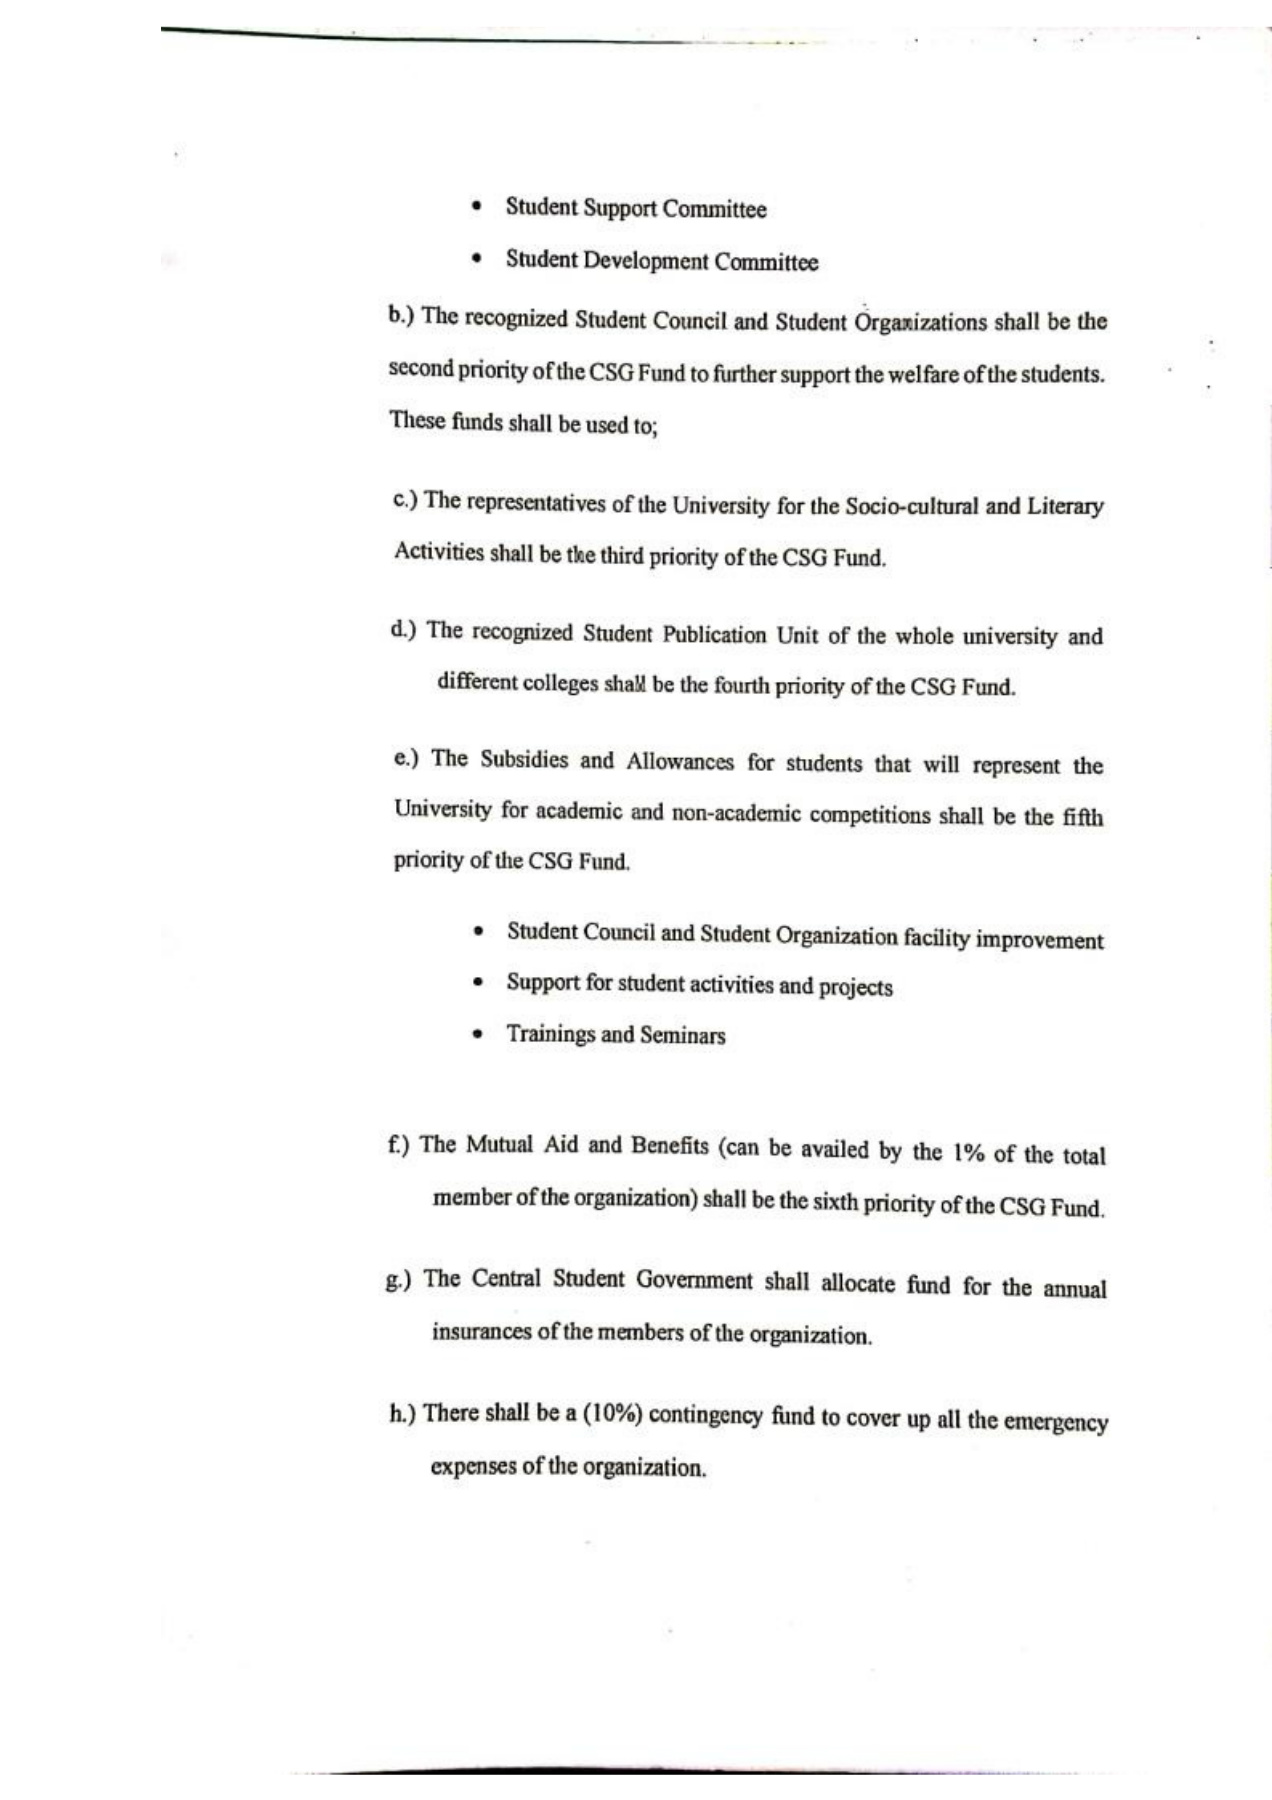 • Student Support Committee
• Student Development Committee
b.) The recognized Student Council and Student Organizations shall be the
second priority of the CSG Fund to further support the welfare of the students.
These funds shall be used to;
c.) The representatives of the University for the Socio-cultural and Literary
Activities shall be the third priority of the CSG Fund.
d.) The recognized Student Publication Unit of the whole university and
different colleges shall be the fourth priority of the CSG Fund.
e.) The Subsidies and Allowances for students that will represent the
University for academic and non-academic competitions shall be the fifth
priority of the CSG Fund.
• Student Council and Student Organization facility improvement
• Support for student activities and projects
• Trainings and Seminars
f.) The Mutual Aid and Benefits (can be availed by the 1% of the total
member of the organization) shall be the sixth priority of the CSG Fund.
g.) The Central Student Government shall allocate fund for the annual
insurances of the members of the organization.
h.) There shall be a (10%) contingency fund to cover up all the emergency
expenses of the organization.